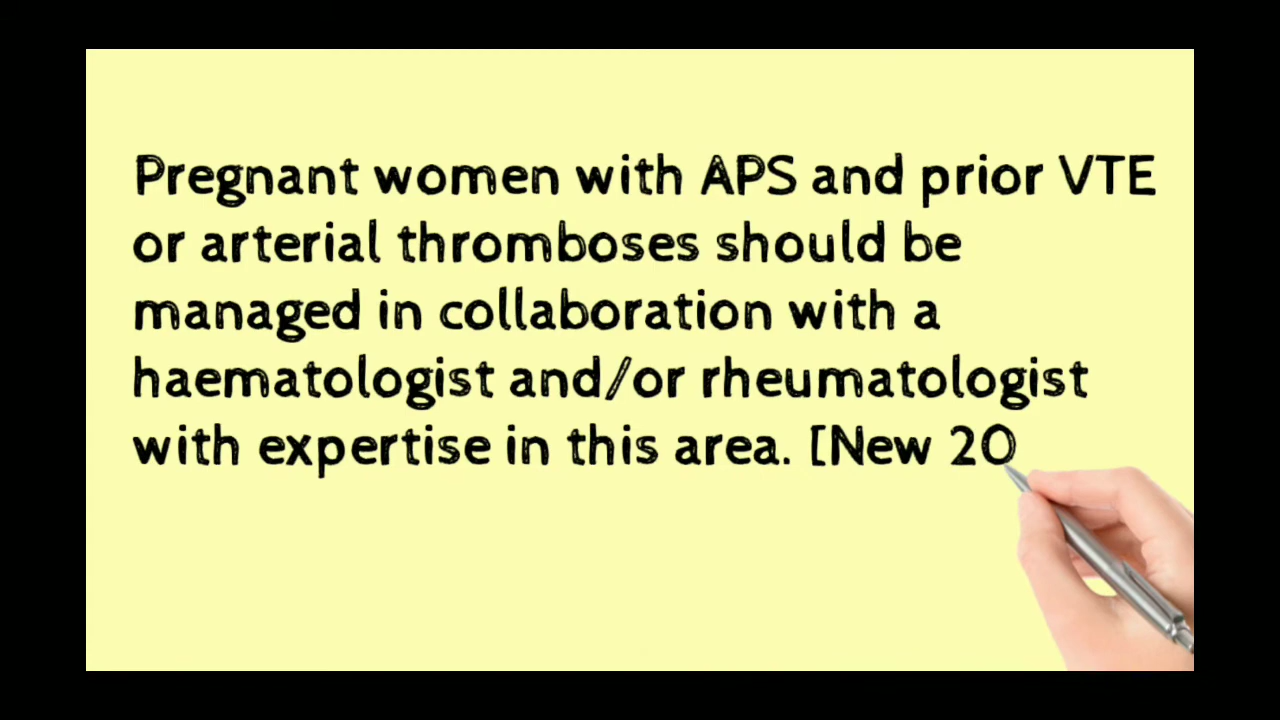 Pregnant women with APS and prior VTE
or arterial thromboses should be
managed in collaboration with a
haematologist and/or rheumatologist
with expertise in this area. [New 20